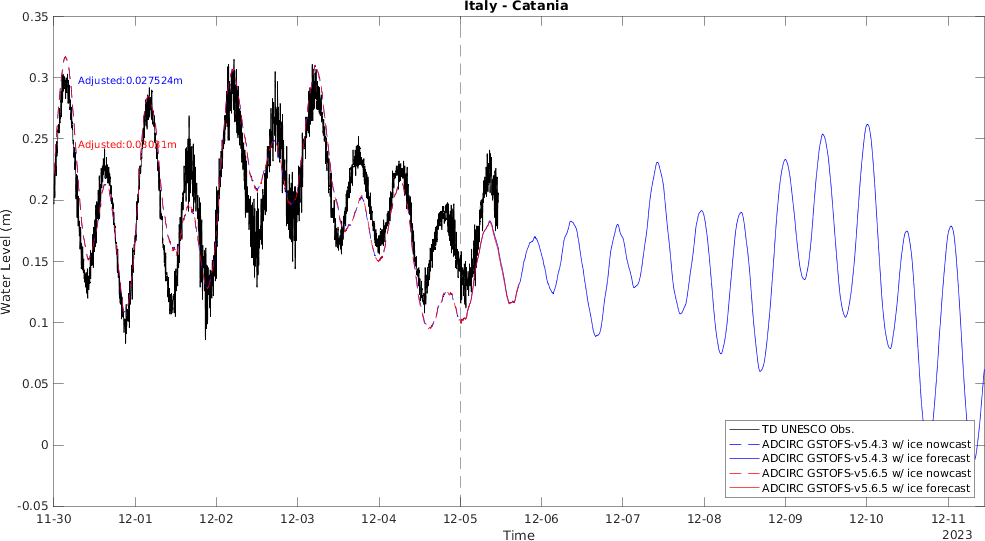 Italy - Catania
0.35
0.3
0.25
0.2
0.15
0.1
0.05
0
-0.05
Water Level (m)
Adjusted:0.027524m
TD UNESCO Obs.
ADCIRC GSTOFS-v5.4.3 w/ ice nowcast
ADCIRC GSTOFS-v5.4.3 w/ ice forecast
ADCIRC GSTOFS-v5.6.5 w/ ice nowcast
ADCIRC GSTOFS-v5.6.5 w/ ice forecast
11-30 12-01 12-02 12-03 12-04 12-05 12-06 12-07 12-08 12-09 12-10 12-11
Time
2023